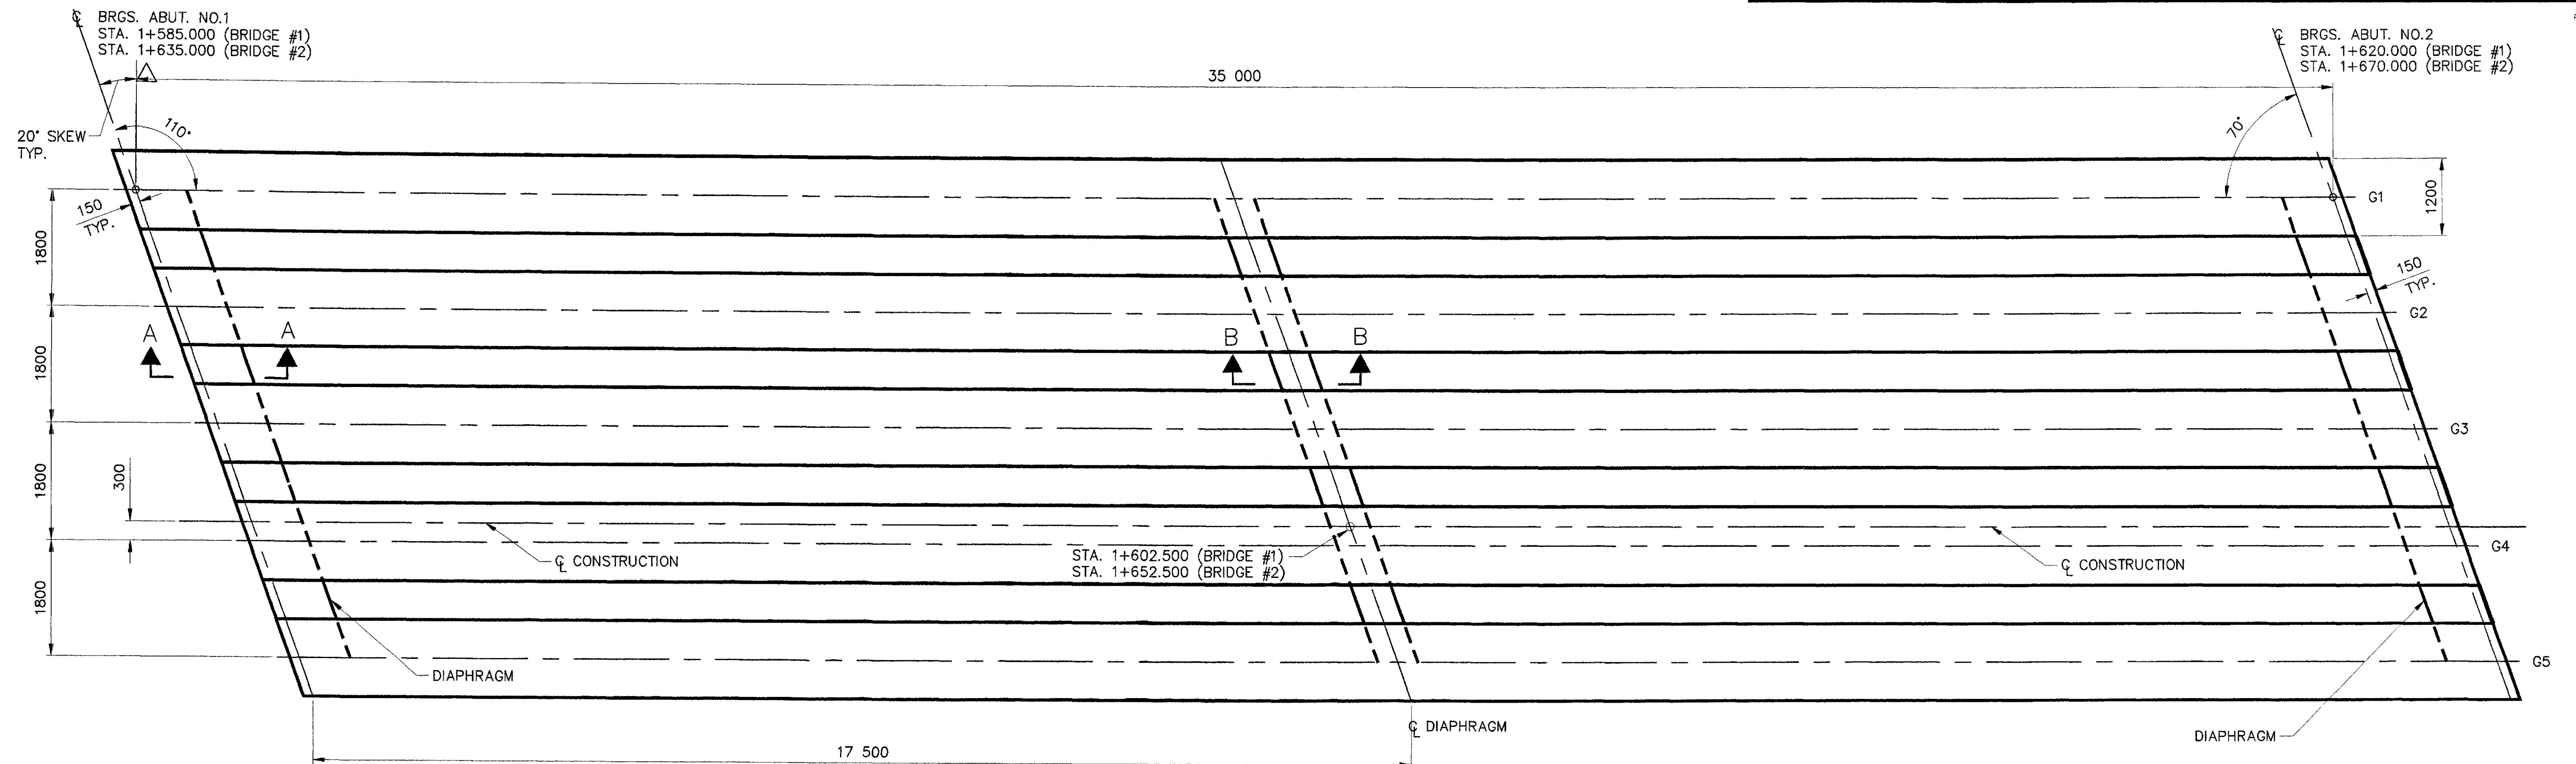 ℄ BRGS. ABUT. NO.1
STA. 1+585.000 (BRIDGE #1)
STA. 1+635.000 (BRIDGE #2)
℄ BRGS. ABUT. NO.2
STA. 1+620.000 (BRIDGE #1)
STA. 1+670.000 (BRIDGE #2)
35 000
20° SKEW
TYP.
110°
70°
150
TYP.
G1
1200
1800
150
TYP.
G2
A
A
B
B
1800
G3
1800
300
℄ CONSTRUCTION
STA. 1+602.500 (BRIDGE #1)
STA. 1+652.500 (BRIDGE #2)
℄ CONSTRUCTION
G4
1800
DIAPHRAGM
G5
℄ DIAPHRAGM
DIAPHRAGM
17 500